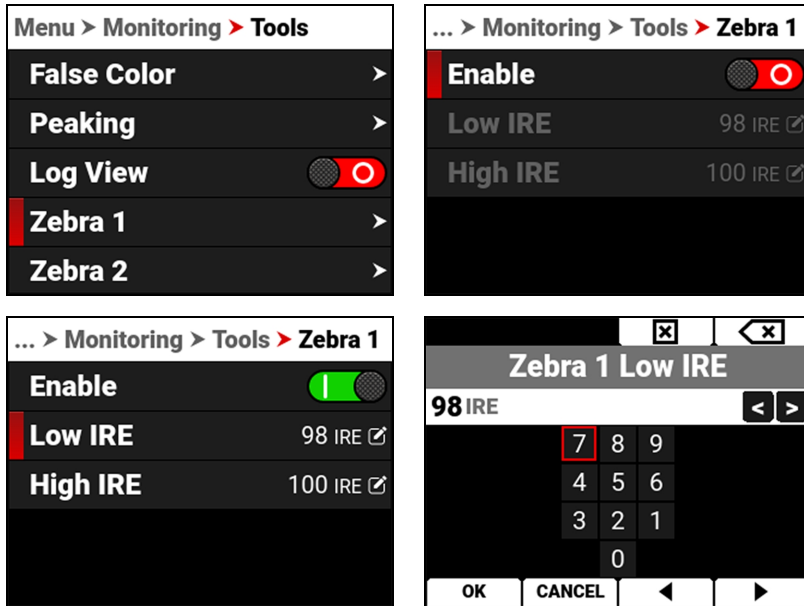 Menu > Monitoring > Tools
False Color >
Peaking >
Log View
Zebra 1 >
Zebra 2 >
... > Monitoring > Tools > Zebra 1
Enable
Low IRE 98 IRE
High IRE 100 IRE
... > Monitoring > Tools > Zebra 1
Enable
Low IRE 98 IRE
High IRE 100 IRE
Zebra 1 Low IRE
98 IRE < >
7 8 9
4 5 6
3 2 1
0
OK CANCEL